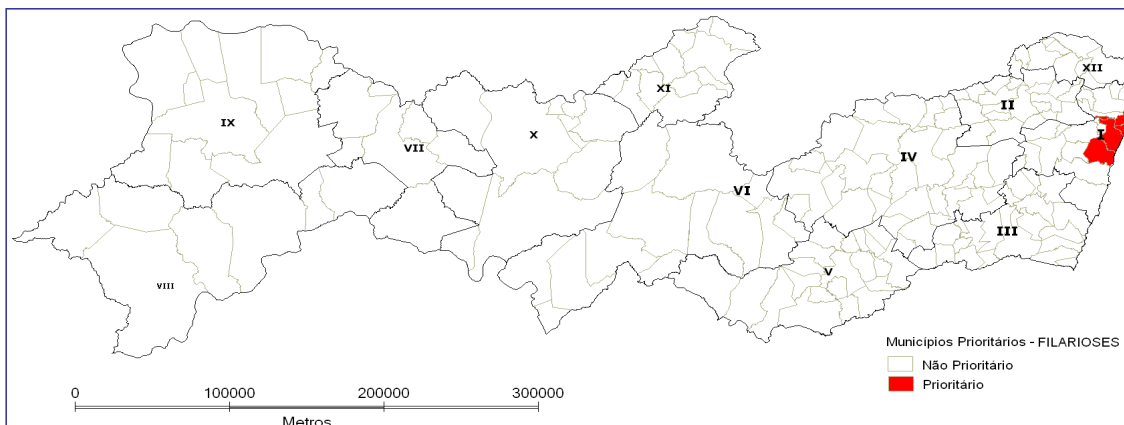 XII
XI
II
IX
X
I
VII
IV
VI
III
V
VIII
Municípios Prioritários - FILARIOSES
Não Prioritário
Prioritário
0 100000 200000 300000
Metros